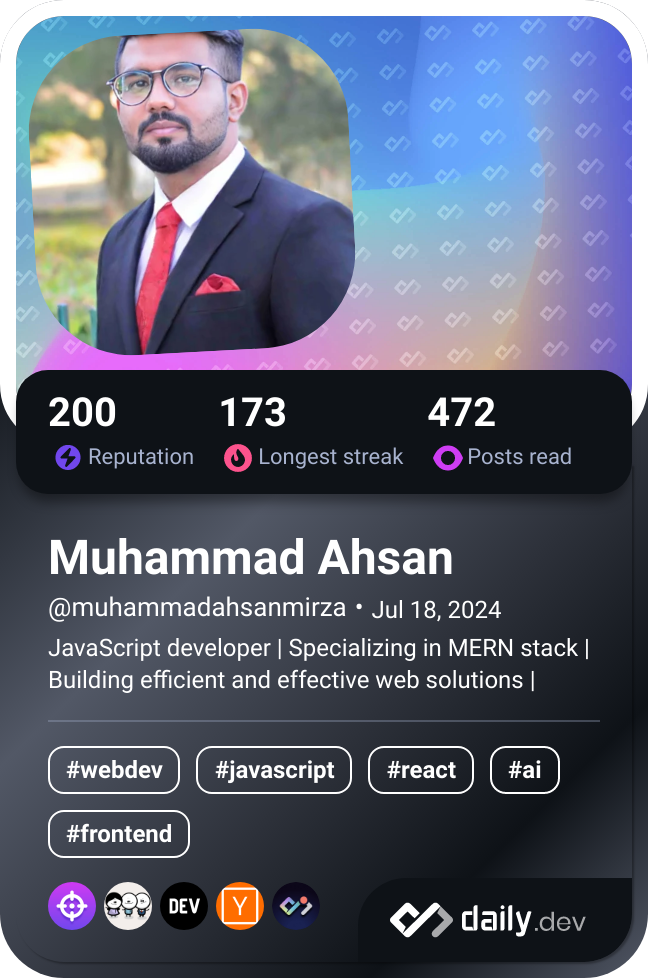 200 173 472
Reputation Longest streak Posts read
Muhammad Ahsan
@muhammadahsanmirza • Jul 18, 2024
JavaScript developer | Specializing in MERN stack |
Building efficient and effective web solutions |
#webdev #javascript #react #ai
#frontend
DEV Y
daily.dev